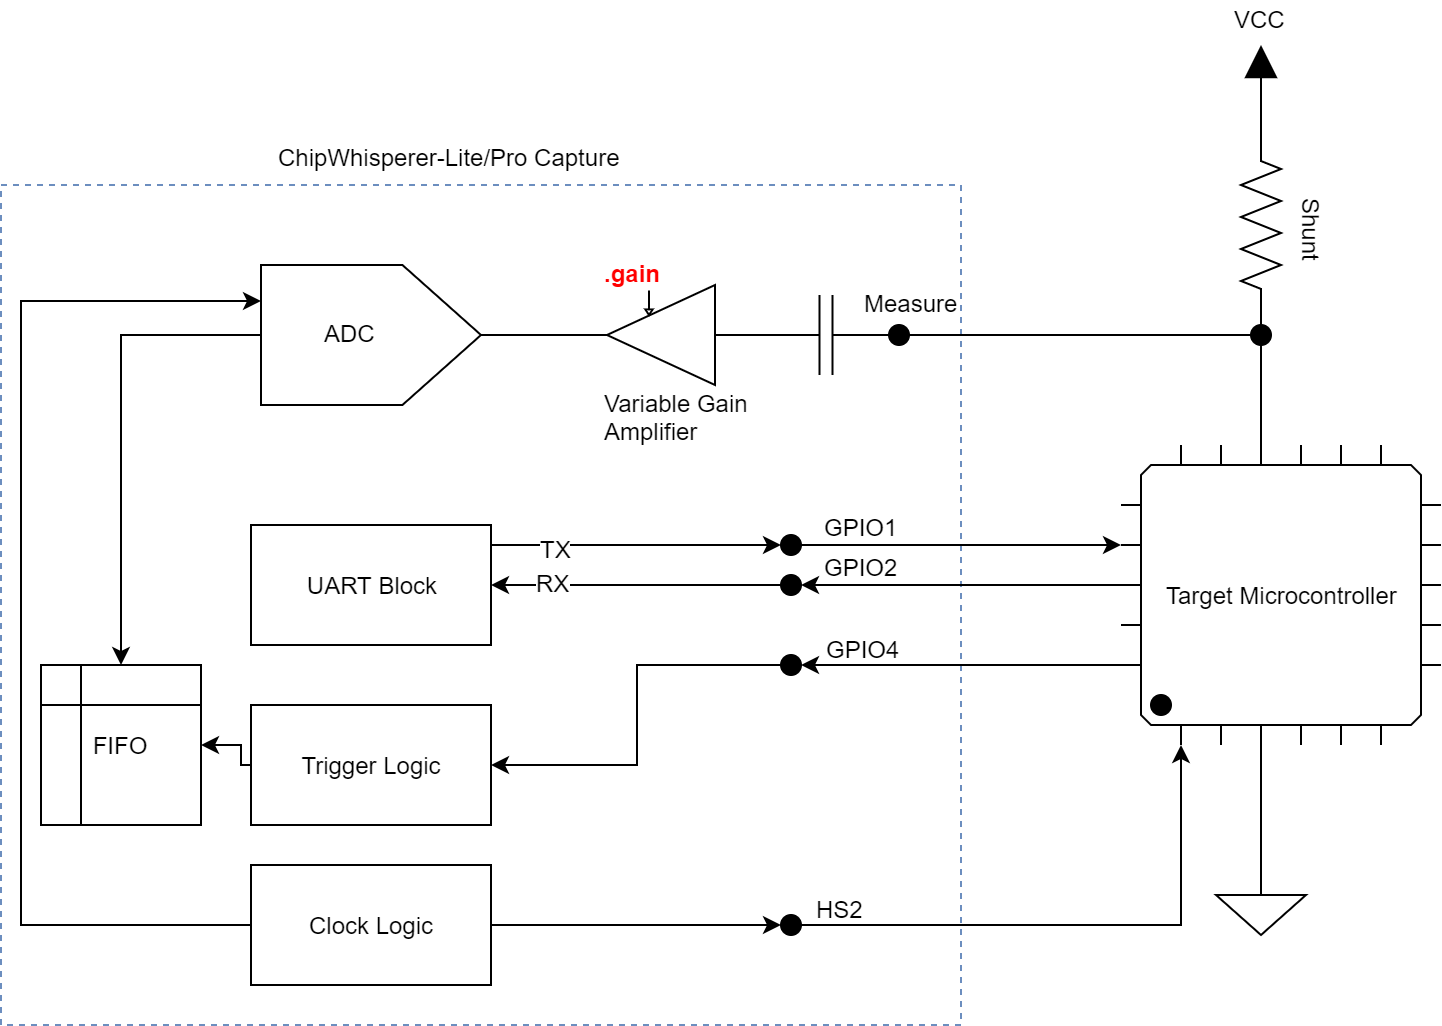 VCC
ChipWhisperer-Lite/Pro Capture
Shunt
.gain
Measure
ADC
Variable Gain
Amplifier
GPIO1
TX
GPIO2
RX
UART Block
Target Microcontroller
GPIO4
FIFO
Trigger Logic
HS2
Clock Logic